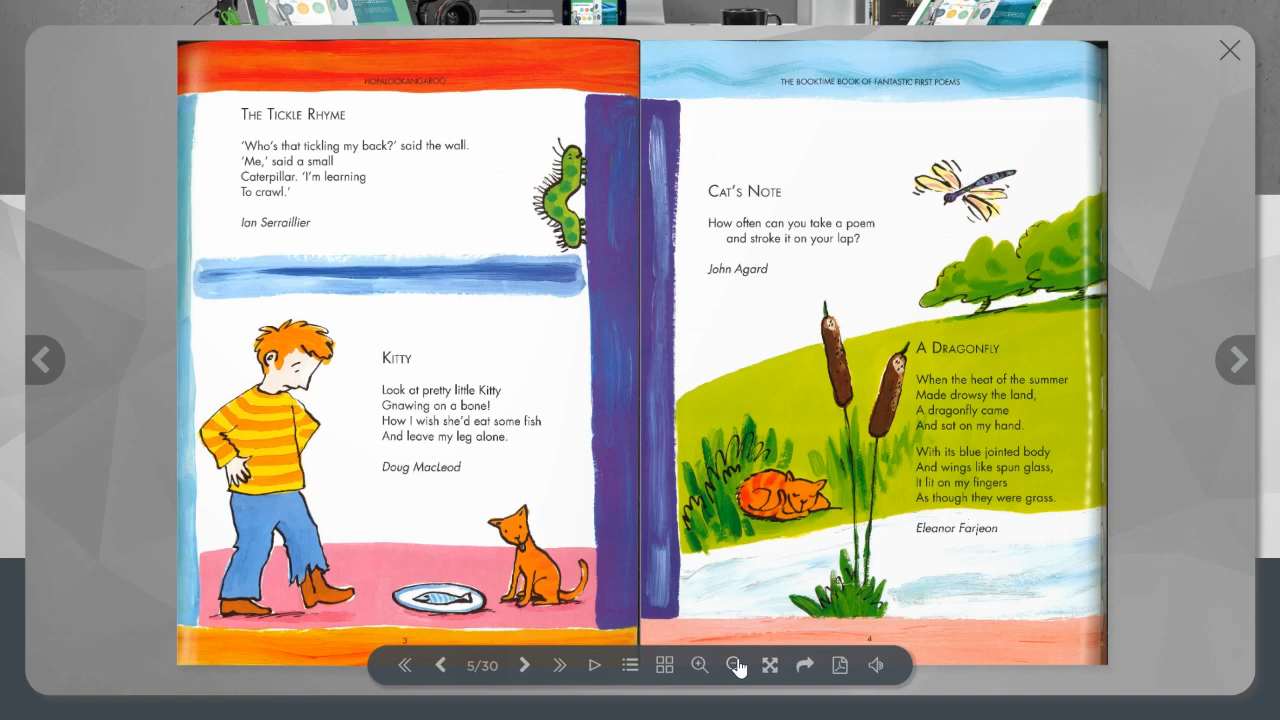 HOPALOOKANGAROO
THE TICKLE RHYME
‘Who’s that tickling my back?’ said the wall.
‘Me,’ said a small
Caterpillar. ‘I’m learning
To crawl.’
Ian Serraillier
KITTY
Look at pretty little Kitty
Gnawing on a bone!
How I wish she’d eat some fish
And leave my leg alone.
Doug MacLeod
3
THE BOOKTIME BOOK OF FANTASTIC FIRST POEMS
CAT’S NOTE
How often can you take a poem
and stroke it on your lap?
John Agard
A DRAGONFLY
When the heat of the summer
Made drowsy the land,
A dragonfly came
And sat on my hand.
With its blue jointed body
And wings like spun glass,
It lit on my fingers
As though they were grass.
Eleanor Farjeon
4
5/30